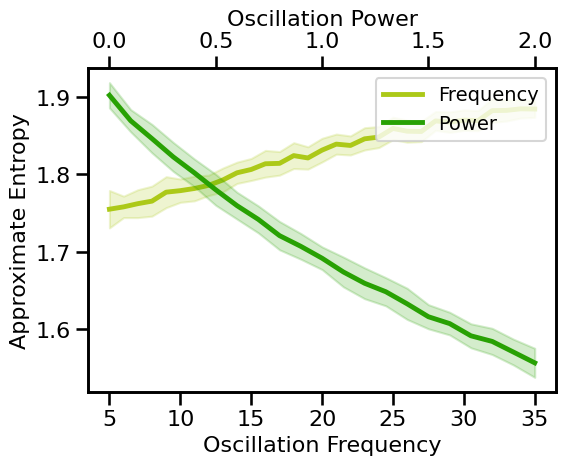 Oscillation Power
0.0 0.5 1.0 1.5 2.0
Frequency
Power
Approximate Entropy
1.9
1.8
1.7
1.6
5 10 15 20 25 30 35
Oscillation Frequency